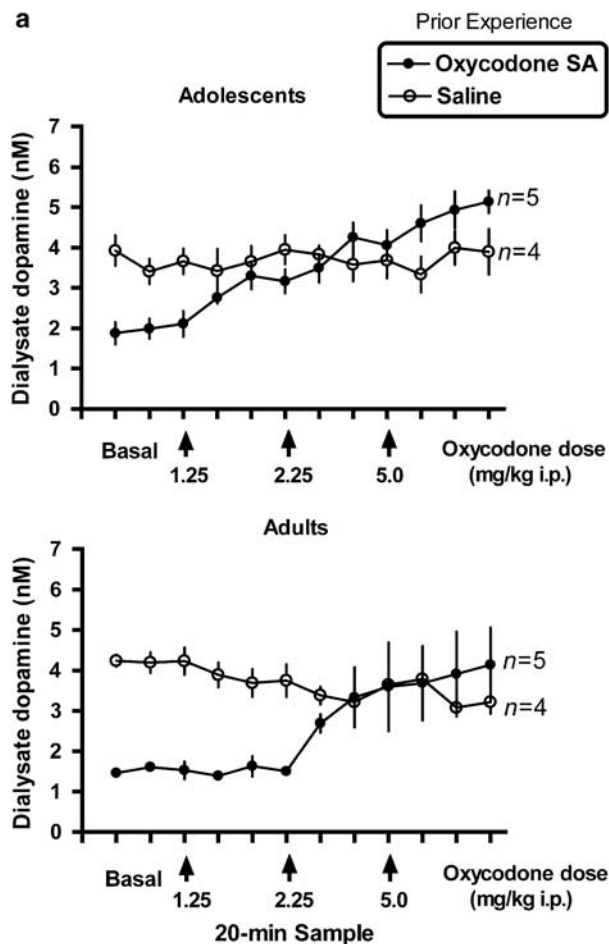 a
Prior Experience
Oxycodone SA
Saline
Adolescents
Dialysate dopamine (nM)
7
6
5
4
3
2
1
0
n=5
n=4
Basal
1.25
2.25
5.0
Oxycodone dose
(mg/kg i.p.)
Adults
Dialysate dopamine (nM)
7
6
5
4
3
2
1
0
n=5
n=4
Basal
1.25
2.25
5.0
Oxycodone dose
(mg/kg i.p.)
20-min Sample